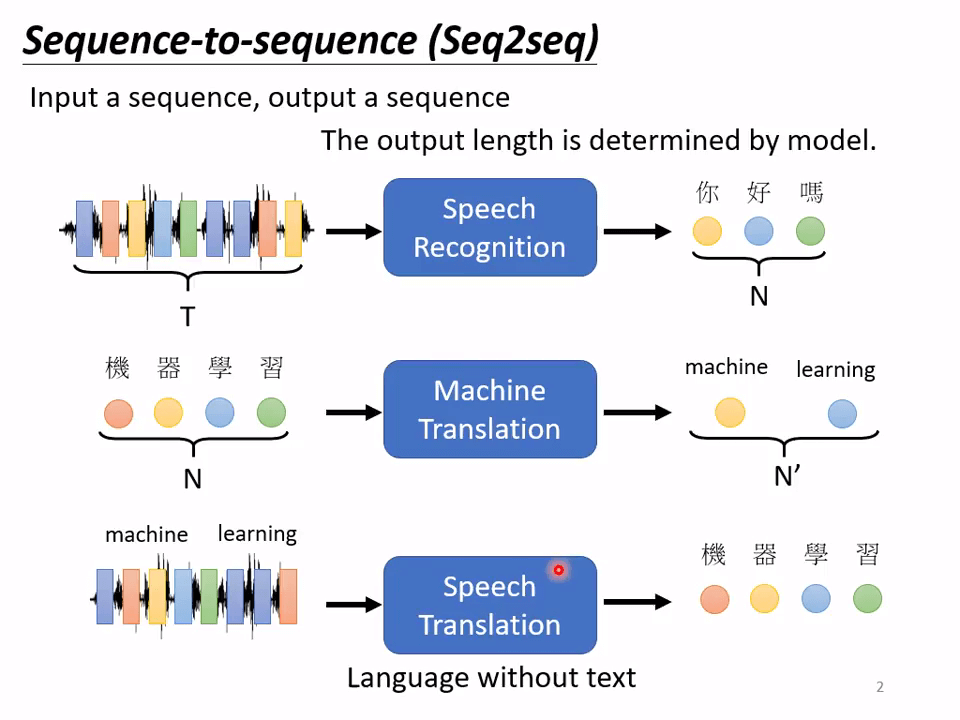 Sequence-to-sequence (Seq2seq)
Input a sequence, output a sequence
The output length is determined by model.
T
Speech
Recognition
你 好 嗎
N
機 器 學 習
N
Machine
Translation
machine learning
N’
machine learning
Speech
Translation
機 器 學 習
Language without text
2